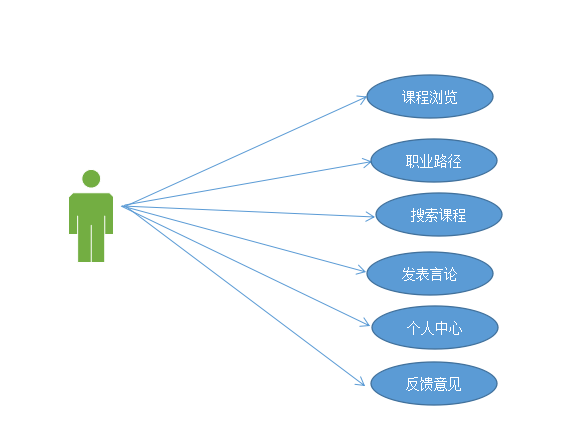 课程浏览
职业路径
搜索课程
发表言论
个人中心
反馈意见